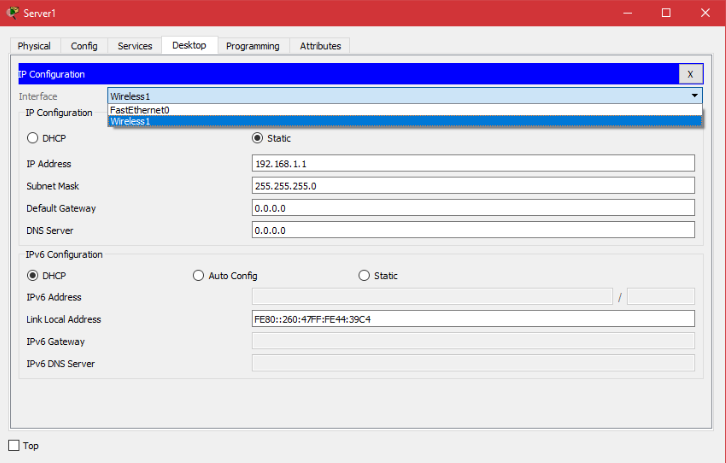 Server1
Physical Config Services Desktop Programming Attributes
IP Configuration X
Interface Wireless1
FastEthernet0
Wireless1
IP Configuration
DHCP Static
IP Address 192.168.1.1
Subnet Mask 255.255.255.0
Default Gateway 0.0.0.0
DNS Server 0.0.0.0
IPv6 Configuration
DHCP Auto Config Static
IPv6 Address /
Link Local Address FE80::260:47FF:FE44:39C4
IPv6 Gateway
IPv6 DNS Server
Top